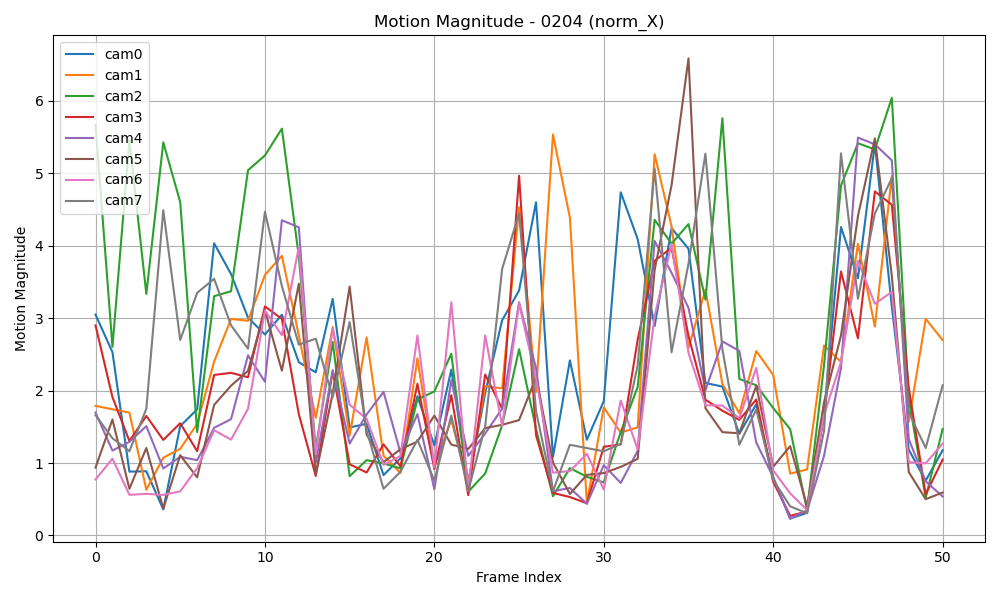 Motion Magnitude - 0204 (norm_X)
cam0
cam1
cam2
cam3
cam4
cam5
cam6
cam7
Motion Magnitude
6
5
4
3
2
1
0
0 10 20 30 40 50
Frame Index